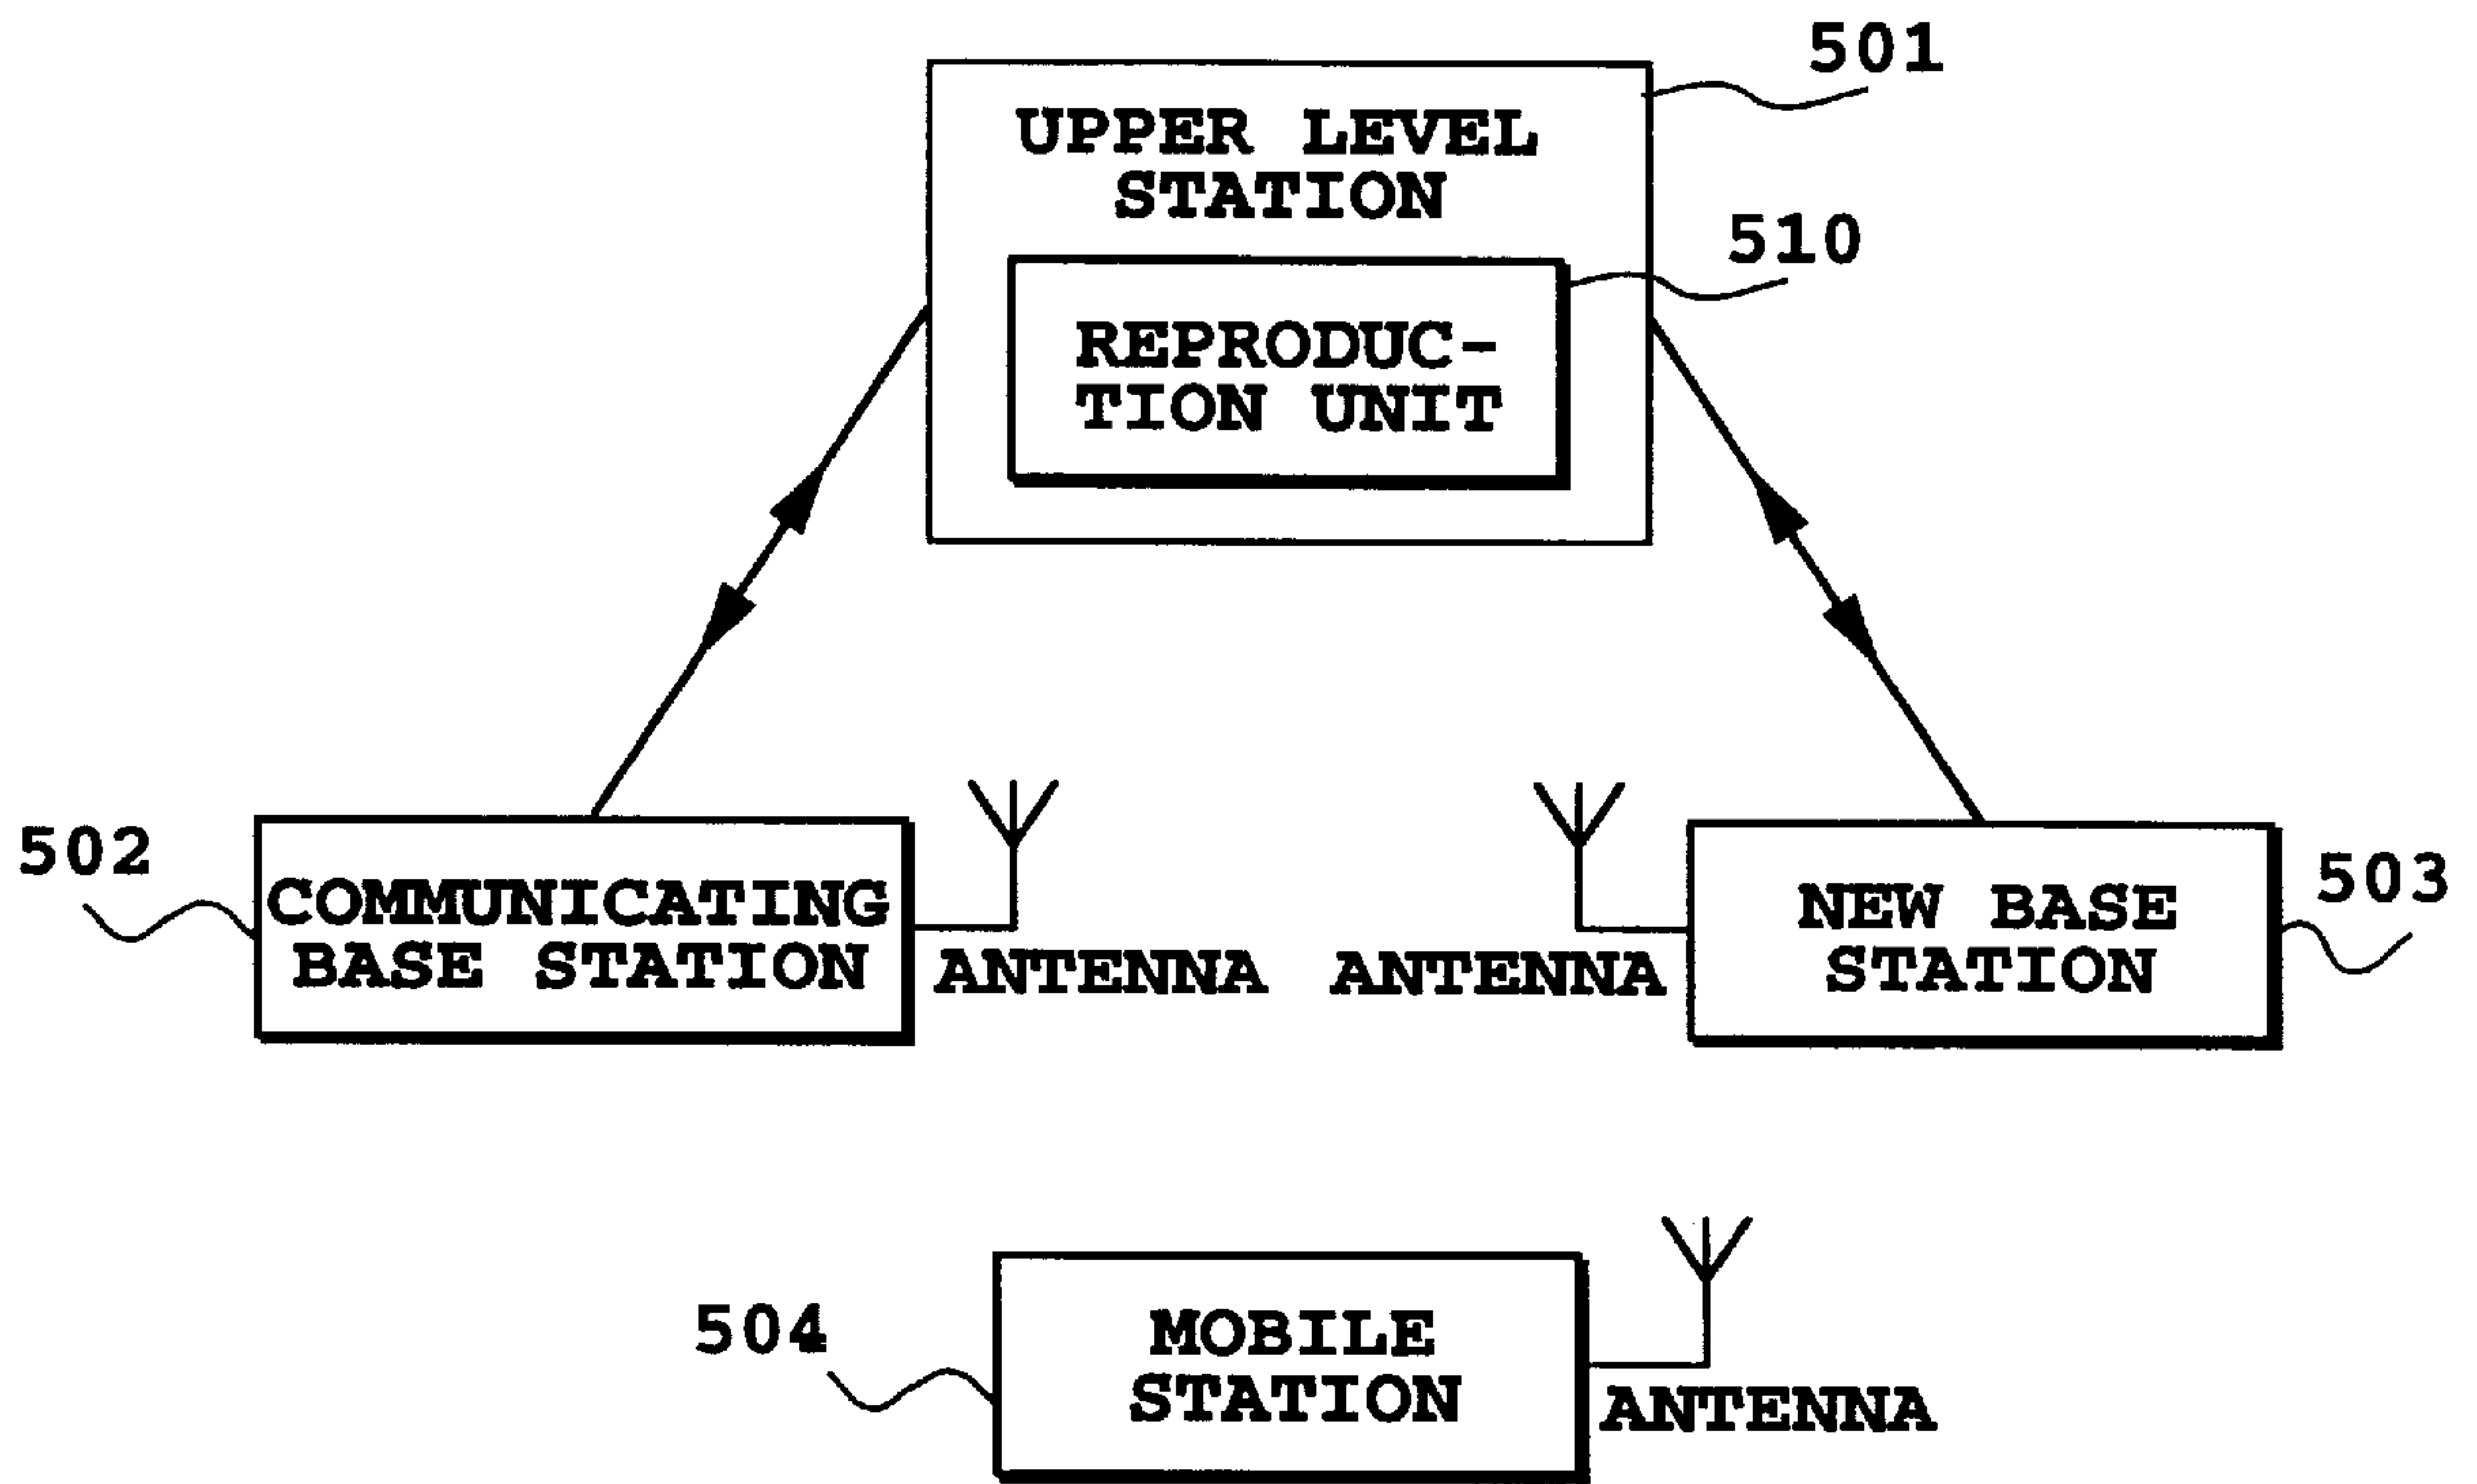 501
UPPER LEVEL
STATION
510
REPRODUC-
TION UNIT
502
COMMUNICATING
BASE STATION
ANTENNA
ANTENNA
NEW BASE
STATION
503
504
MOBILE
STATION
ANTENNA